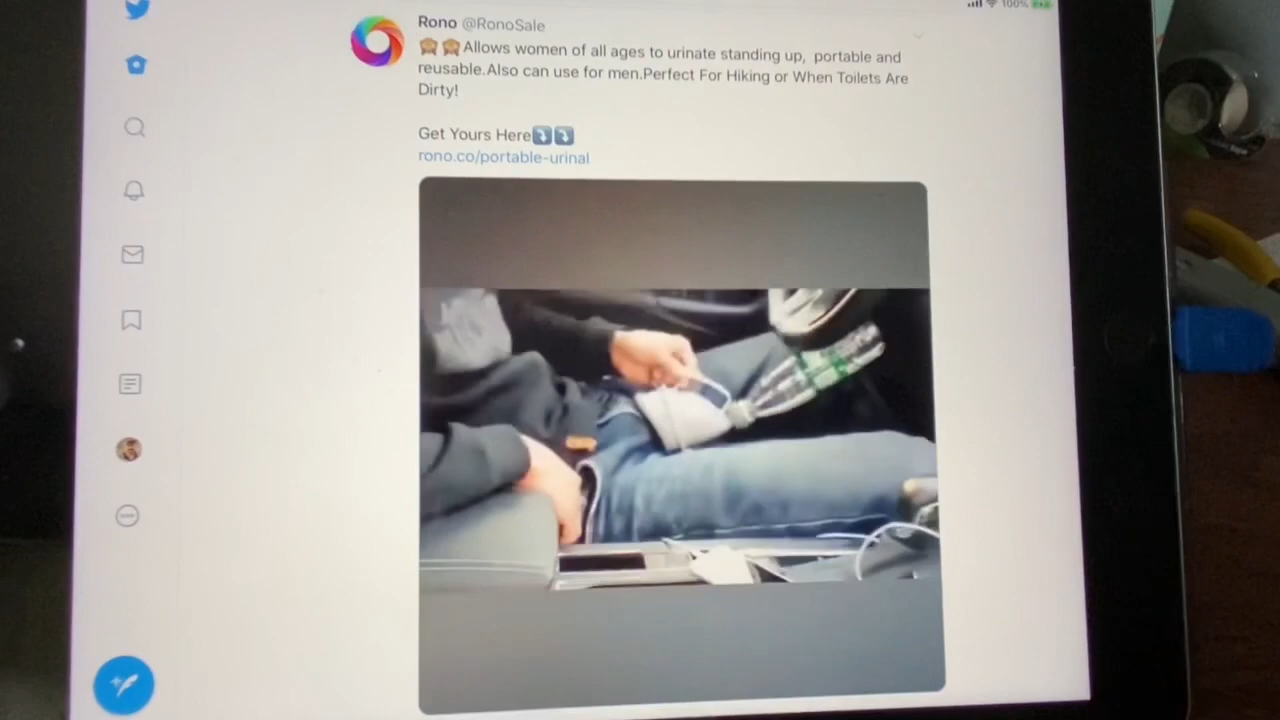 100%
Rono @RonoSale
🙈🙈Allows women of all ages to urinate standing up, portable and
reusable.Also can use for men.Perfect For Hiking or When Toilets Are
Dirty!
Get Yours Here⤵️⤵️
rono.co/portable-urinal